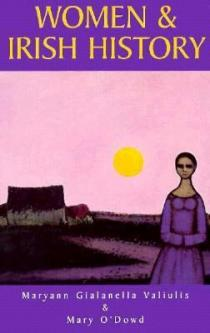 WOMEN &
IRISH HISTORY
Maryann Gialanella Valiulis
&
Mary O'Dowd